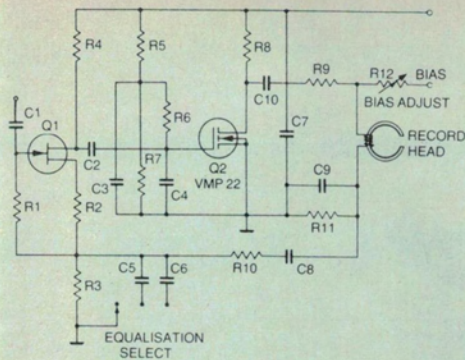 R4
R5
R8
R9
R12
BIAS
BIAS ADJUST
C1
Q1
R6
C10
C2
Q2
VMP 22
C7
RECORD
HEAD
R1
R2
C3
R7
C4
C9
R11
R3
C5
C6
R10
C8
EQUALISATION
SELECT